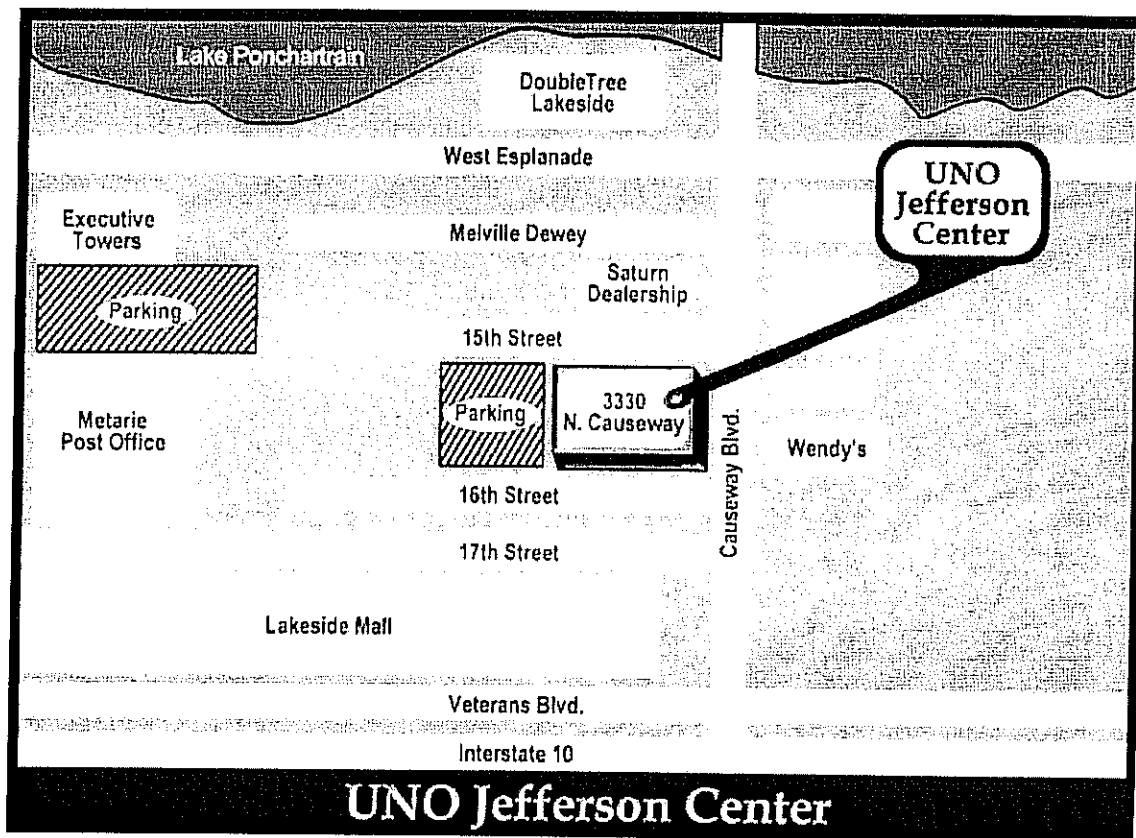 Lake Ponchartrain
DoubleTree
Lakeside
West Esplanade
UNO
Jefferson
Center
Executive
Towers
Melville Dewey
Saturn
Dealership
Parking
15th Street
3330
N. Causeway
Parking
Metarie
Post Office
Causeway Blvd.
Wendy's
16th Street
17th Street
Lakeside Mall
Veterans Blvd.
Interstate 10
UNO Jefferson Center